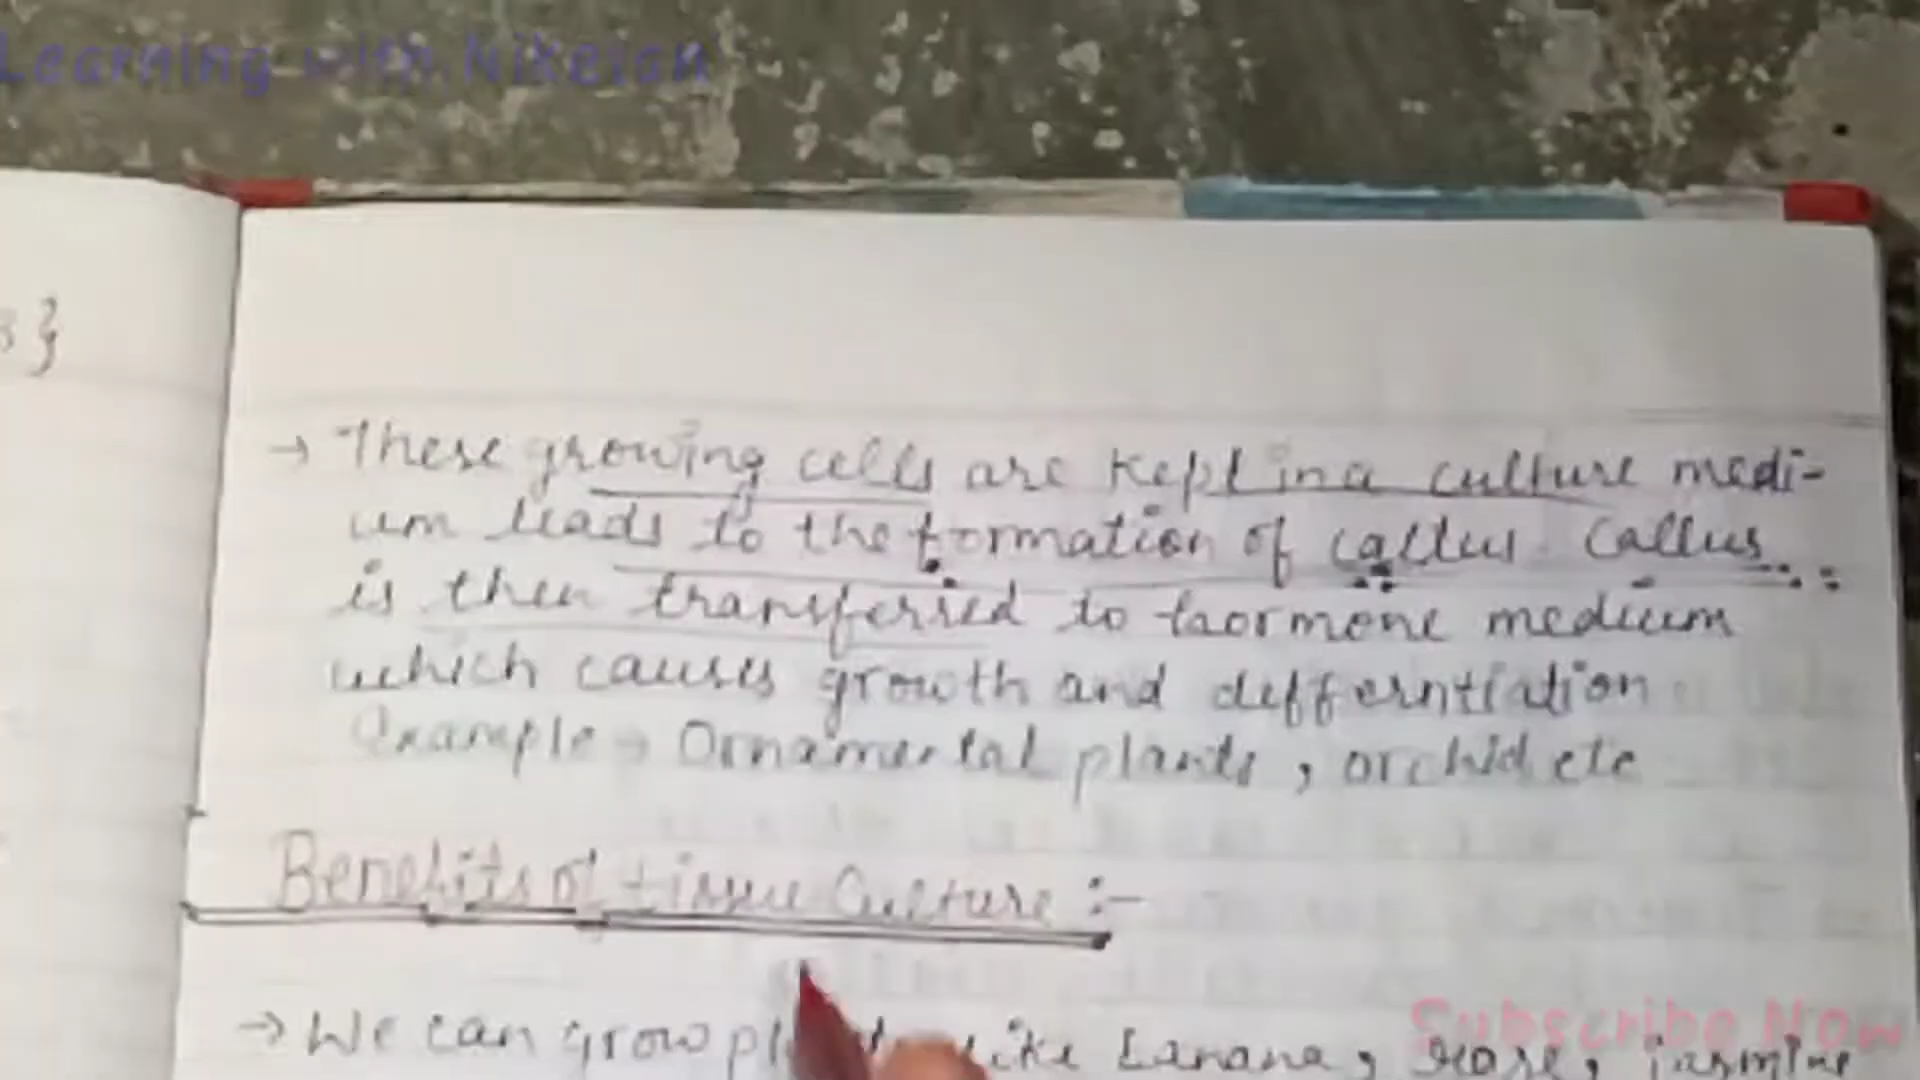 Learning with Nikeian
3}
→ These growing cells are kept in a culture medi-
um leads to the formation of callus. Callus
is then transferred to haormone medium
which causes growth and differntiation
Example → Ornamental plants, orchid etc
Benefits of tissue Culture :-
→ We can grow like banana, Rose, jasmine
Subscribe Now